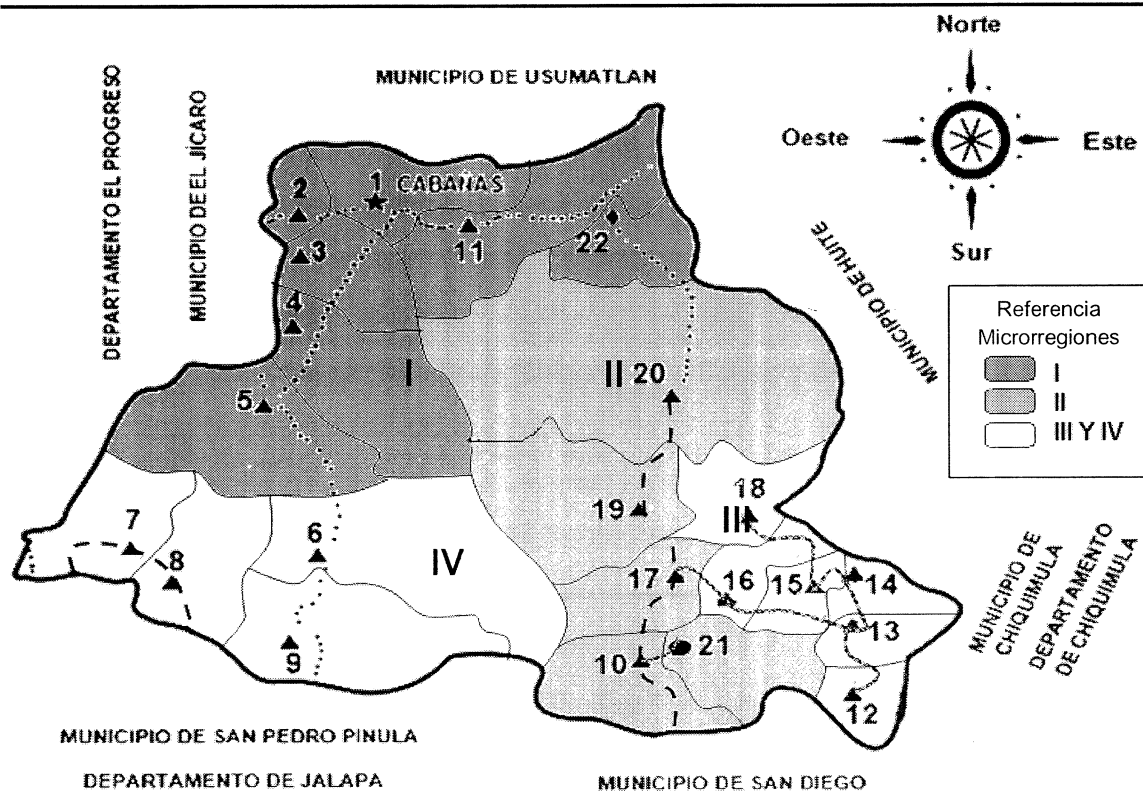 Norte
MUNICIPIO DE USUMATLAN
DEPARTAMENTO EL PROGRESO
MUNICIPIO DE EL JÍCARO
Oeste
Este
Sur
1
CABAÑAS
2
3
11
22
4
MUNICIPIO DE HUITE
Referencia
Microrregiones
I
II
III Y IV
I
II
20
5
19
18
III
7
6
8
IV
17
16
15
14
13
9
10
21
12
MUNICIPIO DE
CHIQUIMULA
DEPARTAMENTO
DE CHIQUIMULA
MUNICIPIO DE SAN PEDRO PINULA
DEPARTAMENTO DE JALAPA
MUNICIPIO DE SAN DIEGO